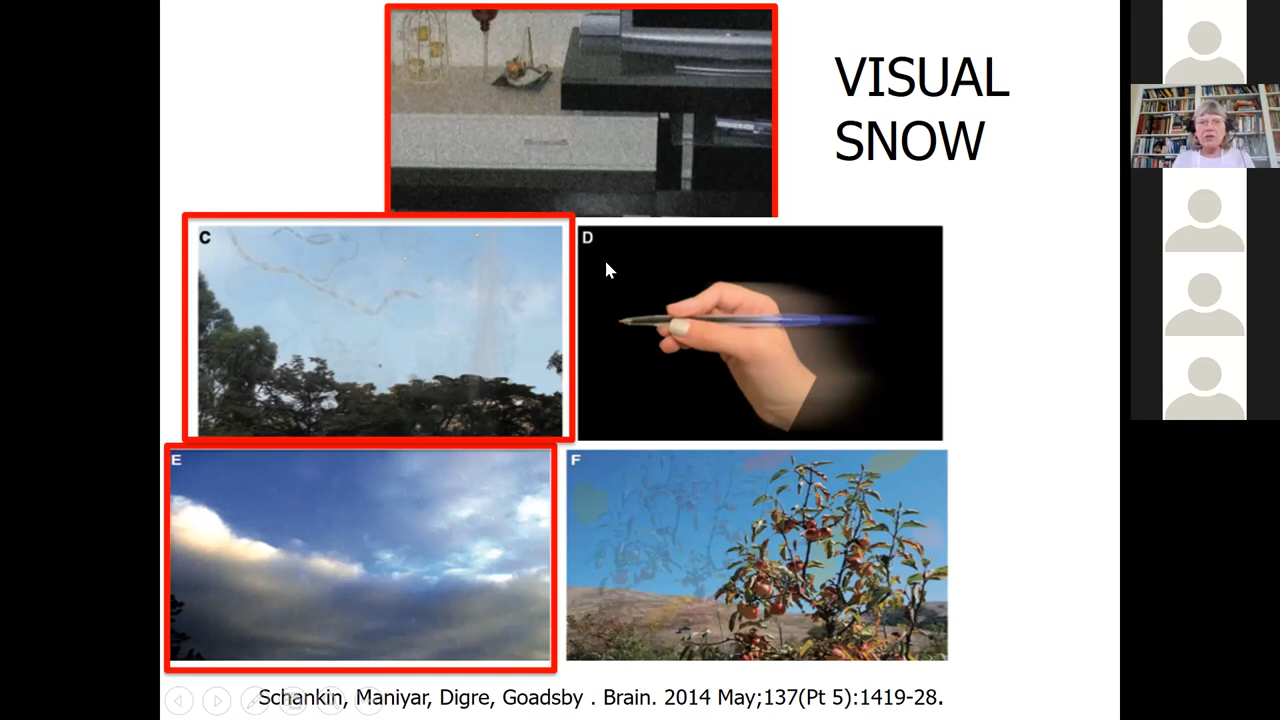 VISUAL
SNOW
C
D
E
F
Schankin, Maniyar, Digre, Goadsby . Brain. 2014 May;137(Pt 5):1419-28.